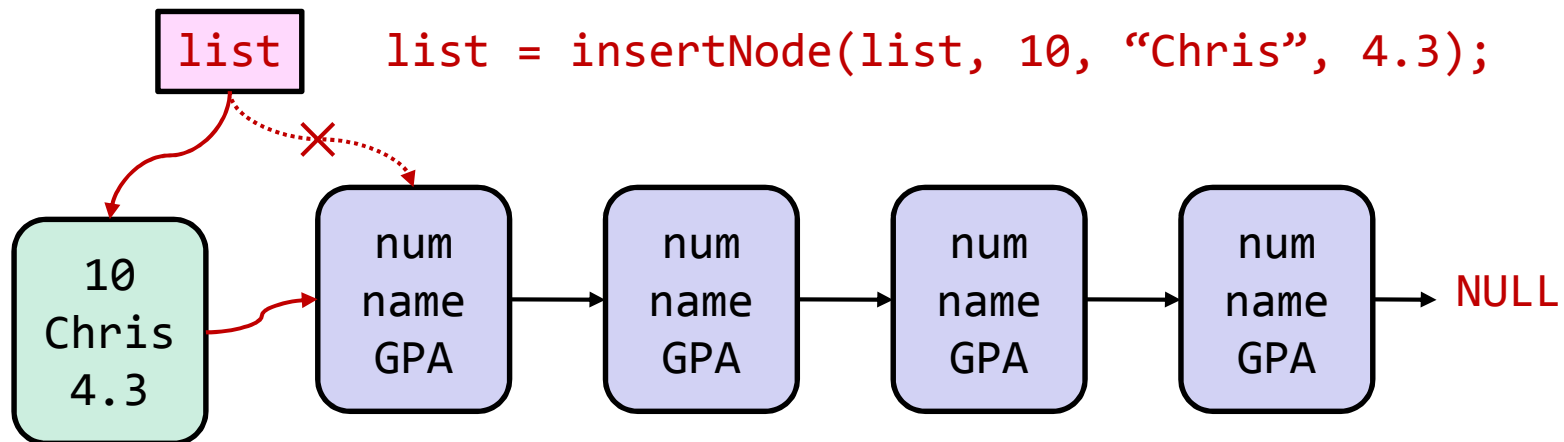 list
list = insertNode(list, 10, “Chris”, 4.3);
10
Chris
4.3
num
name
GPA
num
name
GPA
num
name
GPA
num
name
GPA
NULL